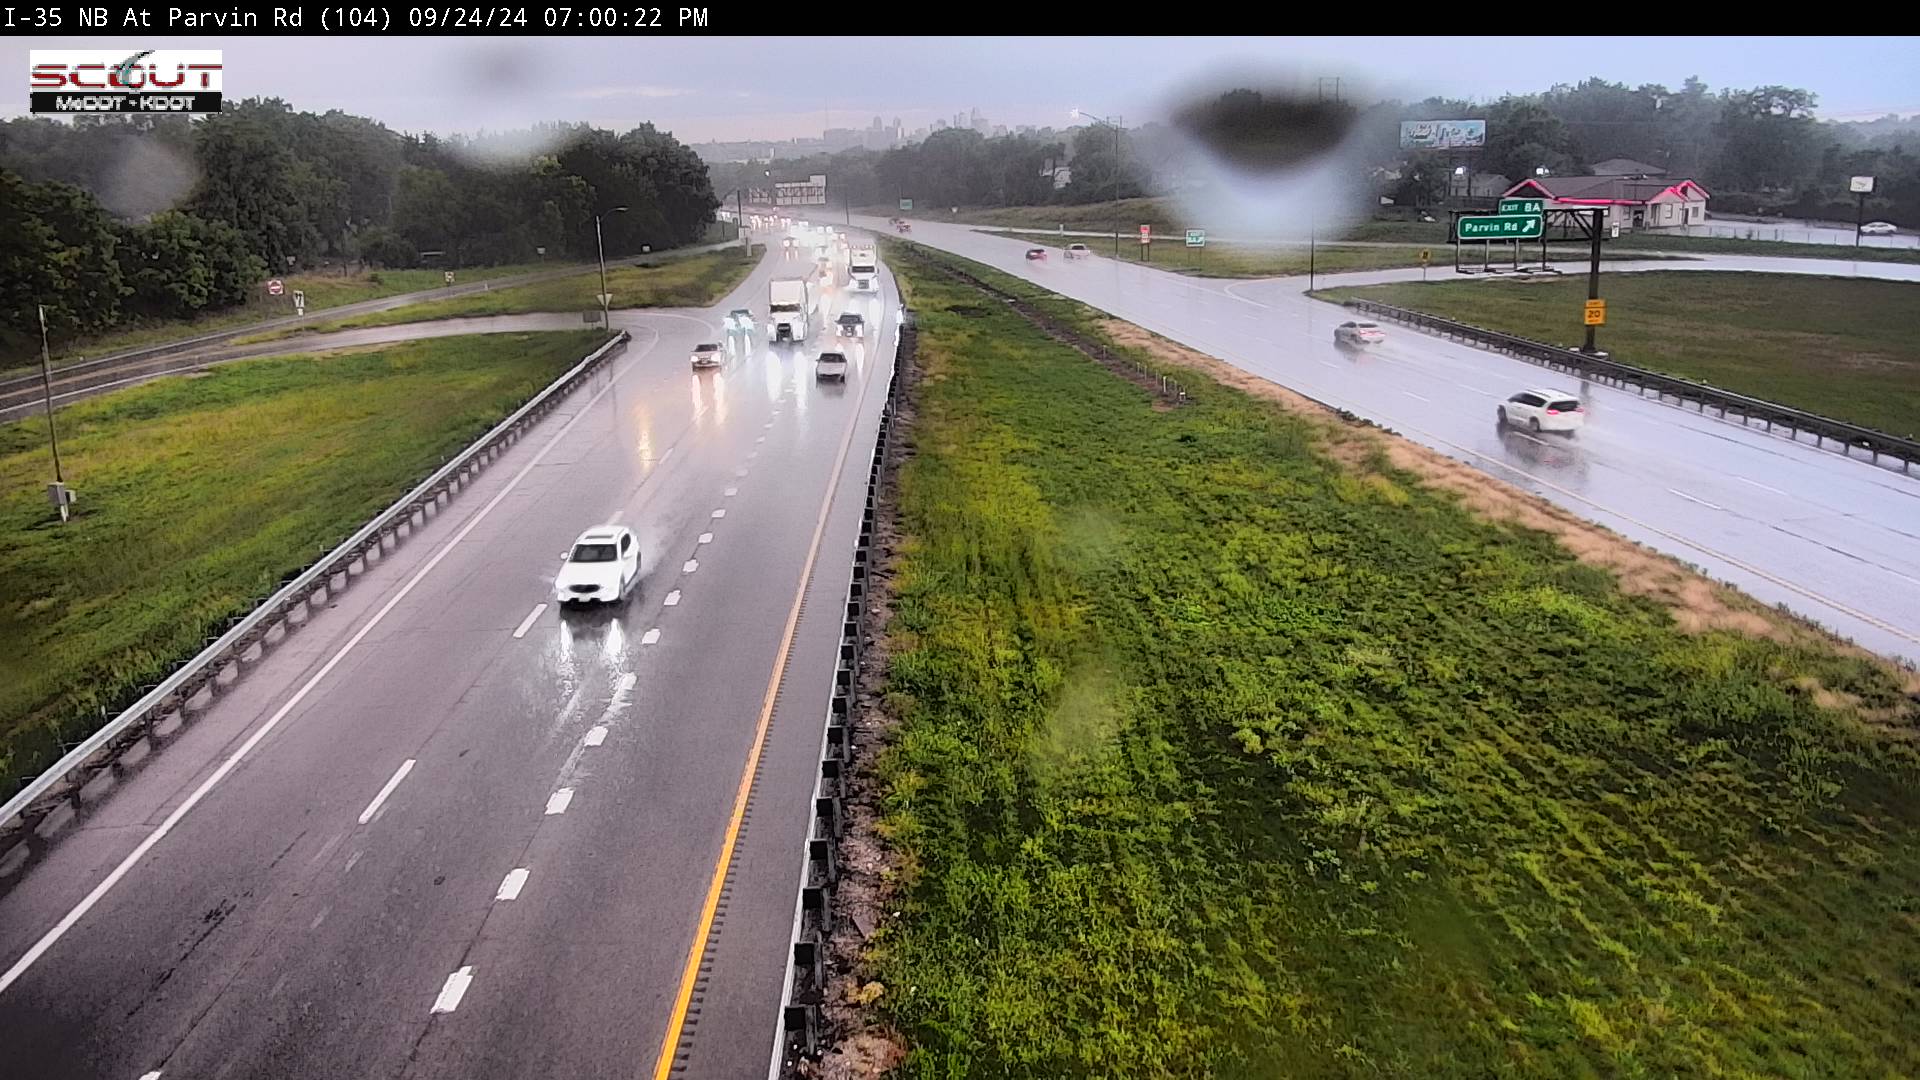 I-35 NB At Parvin Rd (104) 09/24/24 07:00:22 PM
SCOUT
MoDOT - KDOT
EXIT 8A
Parvin Rd
20